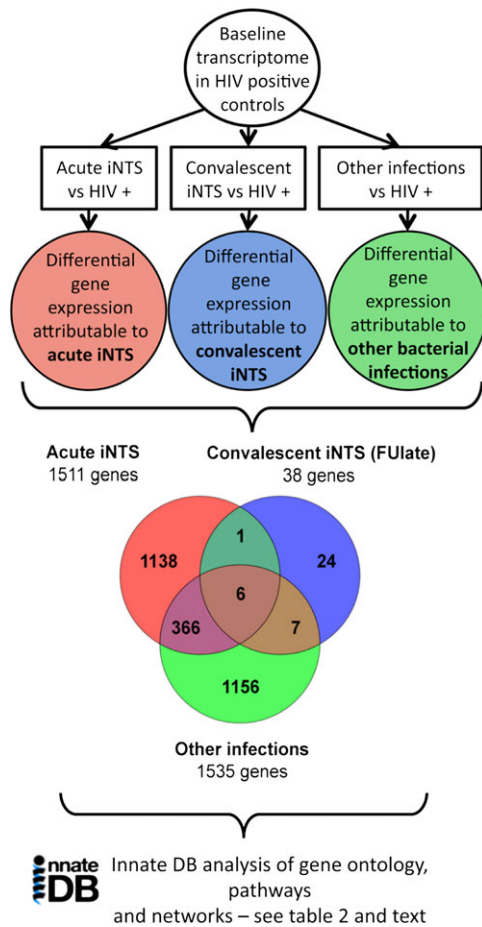 Baseline
transcriptome
in HIV positive
controls
Acute iNTS
vs HIV +
Convalescent
iNTS vs HIV +
Other infections
vs HIV +
Differential
gene
expression
attributable to
acute iNTS
Differential
gene
expression
attributable to
convalescent
iNTS
Differential
gene
expression
attributable to
other bacterial
infections
Acute iNTS
1511 genes
Convalescent iNTS (FUlate)
38 genes
1138
1
24
6
366
7
1156
Other infections
1535 genes
innate
DB
Innate DB analysis of gene ontology,
pathways
and networks – see table 2 and text